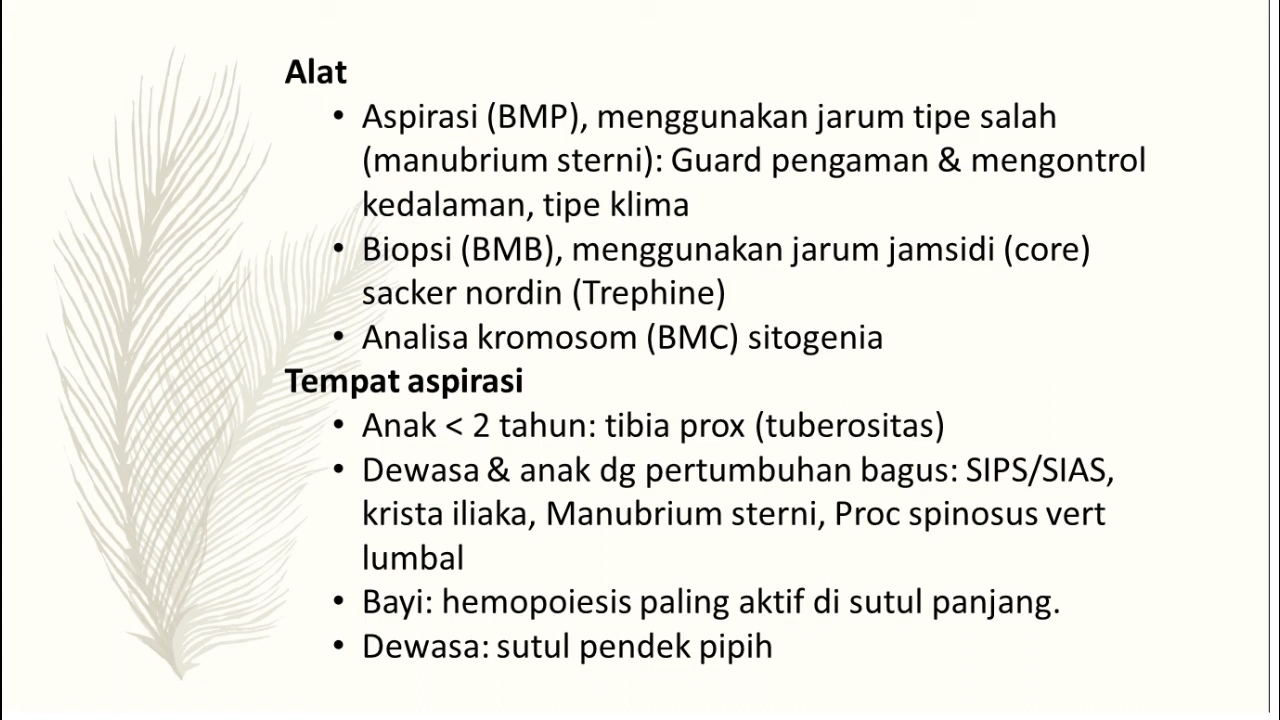 Alat
• Aspirasi (BMP), menggunakan jarum tipe salah
(manubrium sterni): Guard pengaman & mengontrol
kedalaman, tipe klima
• Biopsi (BMB), menggunakan jarum jamsidi (core)
sacker nordin (Trephine)
• Analisa kromosom (BMC) sitogenia
Tempat aspirasi
• Anak < 2 tahun: tibia prox (tuberositas)
• Dewasa & anak dg pertumbuhan bagus: SIPS/SIAS,
krista iliaka, Manubrium sterni, Proc spinosus vert
lumbal
• Bayi: hemopoiesis paling aktif di sutul panjang.
• Dewasa: sutul pendek pipih